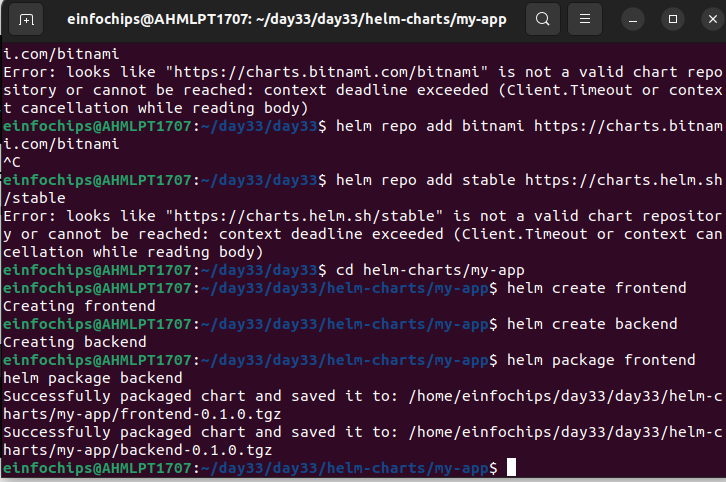 einfochips@AHMLPT1707: ~/day33/day33/helm-charts/my-app
i.com/bitnami
Error: looks like "https://charts.bitnami.com/bitnami" is not a valid chart repo
sitory or cannot be reached: context deadline exceeded (Client.Timeout or contex
t cancellation while reading body)
einfochips@AHMLPT1707:~/day33/day33$ helm repo add bitnami https://charts.bitnam
i.com/bitnami
^C
einfochips@AHMLPT1707:~/day33/day33$ helm repo add stable https://charts.helm.sh
/stable
Error: looks like "https://charts.helm.sh/stable" is not a valid chart repositor
y or cannot be reached: context deadline exceeded (Client.Timeout or context can
cellation while reading body)
einfochips@AHMLPT1707:~/day33/day33$ cd helm-charts/my-app
einfochips@AHMLPT1707:~/day33/day33/helm-charts/my-app$ helm create frontend
Creating frontend
einfochips@AHMLPT1707:~/day33/day33/helm-charts/my-app$ helm create backend
Creating backend
einfochips@AHMLPT1707:~/day33/day33/helm-charts/my-app$ helm package frontend
helm package backend
Successfully packaged chart and saved it to: /home/einfochips/day33/day33/helm-c
harts/my-app/frontend-0.1.0.tgz
Successfully packaged chart and saved it to: /home/einfochips/day33/day33/helm-c
harts/my-app/backend-0.1.0.tgz
einfochips@AHMLPT1707:~/day33/day33/helm-charts/my-app$